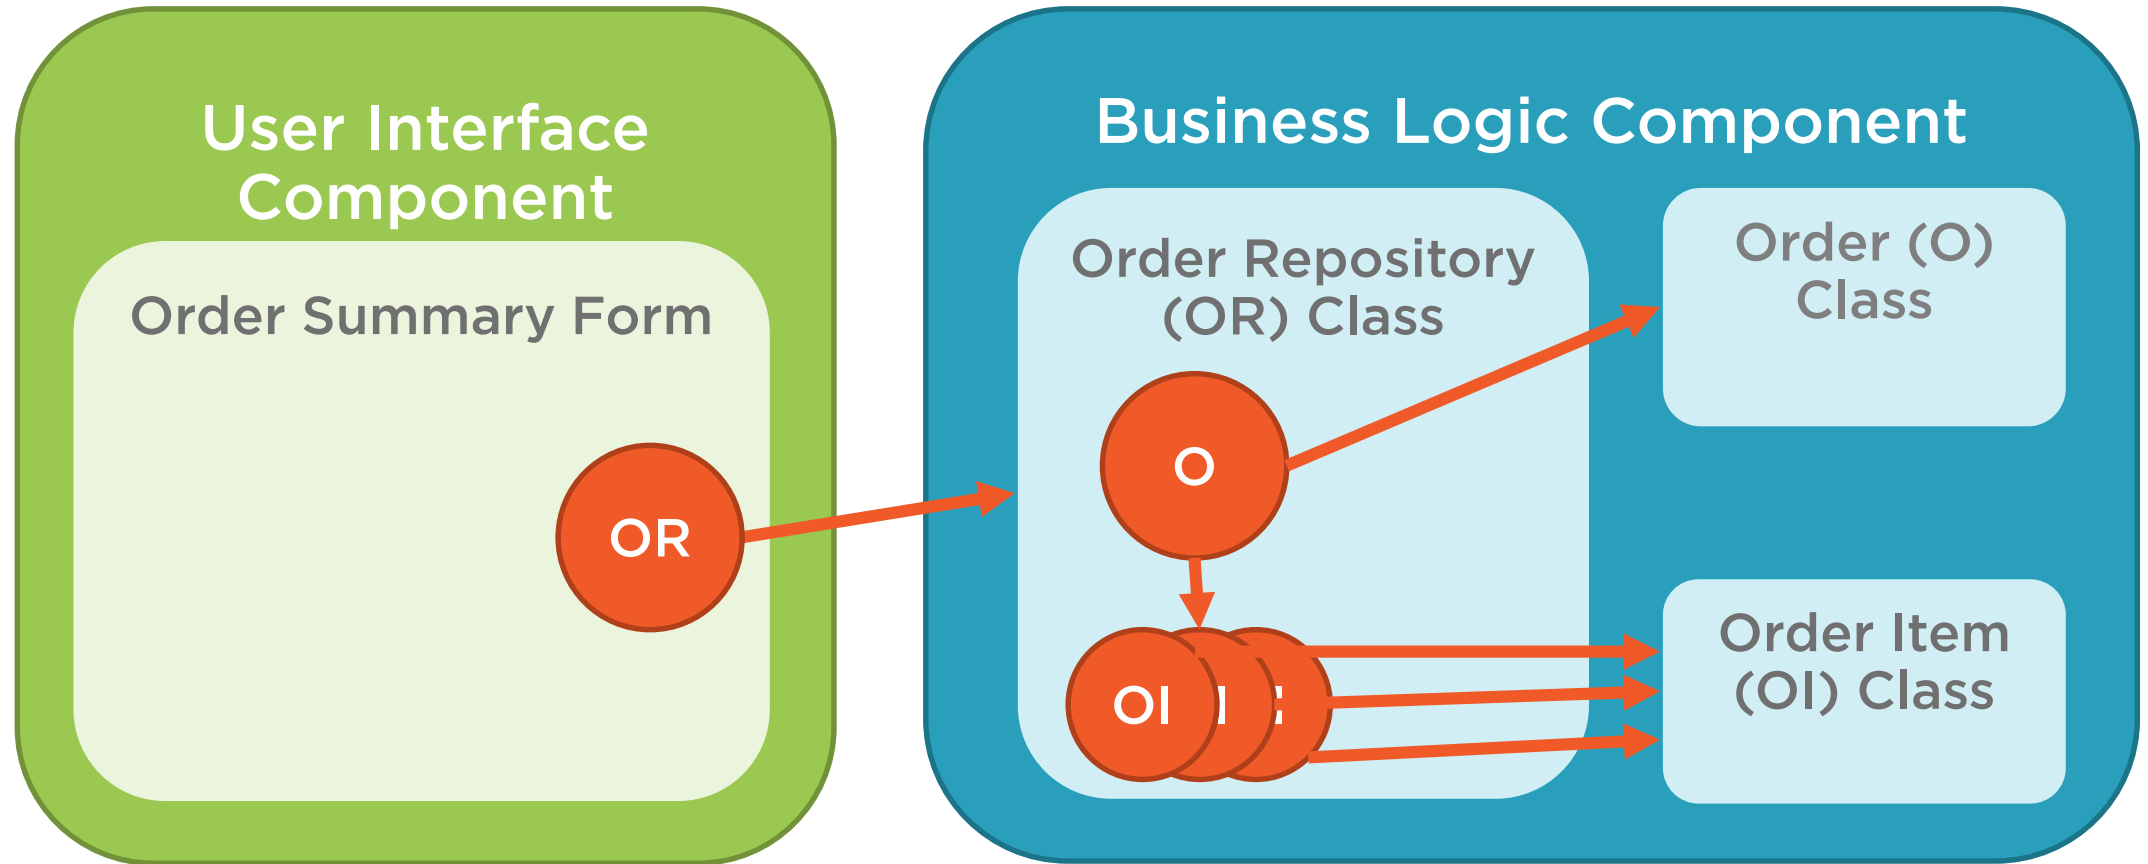 User Interface
Component
Order Summary Form
OR
Business Logic Component
Order Repository
(OR) Class
O
OI
I
Order (O)
Class
Order Item
(OI) Class